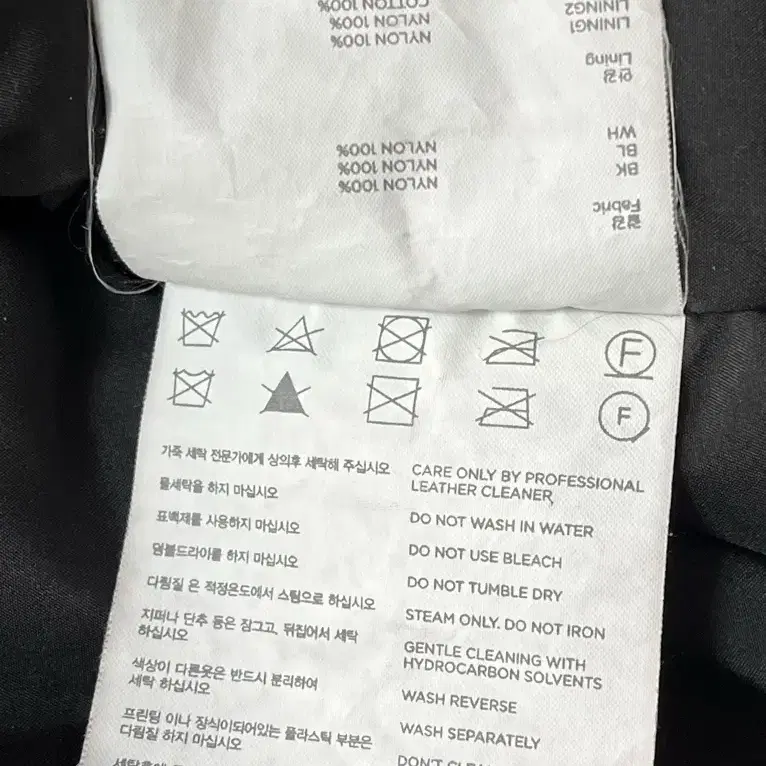 겉감
Fabric
BK NYLON 100%
BL NYLON 100%
WH NYLON 100%
안감
Lining
LINING1 NYLON 100%
LINING2 NYLON 100%
COTTON 100%
F
F
가죽 세탁 전문가에게 상의후 세탁해 주십시오
물세탁을 하지 마십시오
표백제를 사용하지 마십시오
덤블드라이를 하지 마십시오
다림질 은 적정온도에서 스팀으로 하십시오
지퍼나 단추 등은 잠그고, 뒤집어서 세탁
하십시오
색상이 다른옷은 반드시 분리하여
세탁 하십시오
프린팅 이나 장식이되어있는 플라스틱 부분은
다림질 하지 마십시오
CARE ONLY BY PROFESSIONAL
LEATHER CLEANER,
DO NOT WASH IN WATER
DO NOT USE BLEACH
DO NOT TUMBLE DRY
STEAM ONLY. DO NOT IRON
GENTLE CLEANING WITH
HYDROCARBON SOLVENTS
WASH REVERSE
WASH SEPARATELY
DON'T